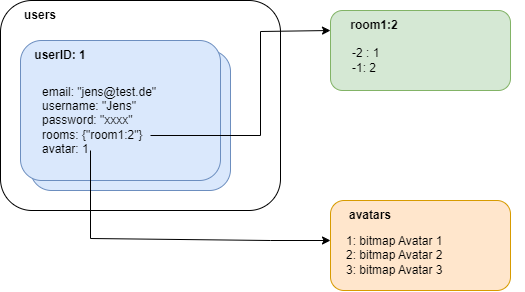 users
userID: 1
email: "jens@test.de"
username: "Jens"
password: "xxxx"
rooms: {"room1:2"}
avatar: 1
room1:2
-2 : 1
-1: 2
avatars
1: bitmap Avatar 1
2: bitmap Avatar 2
3: bitmap Avatar 3